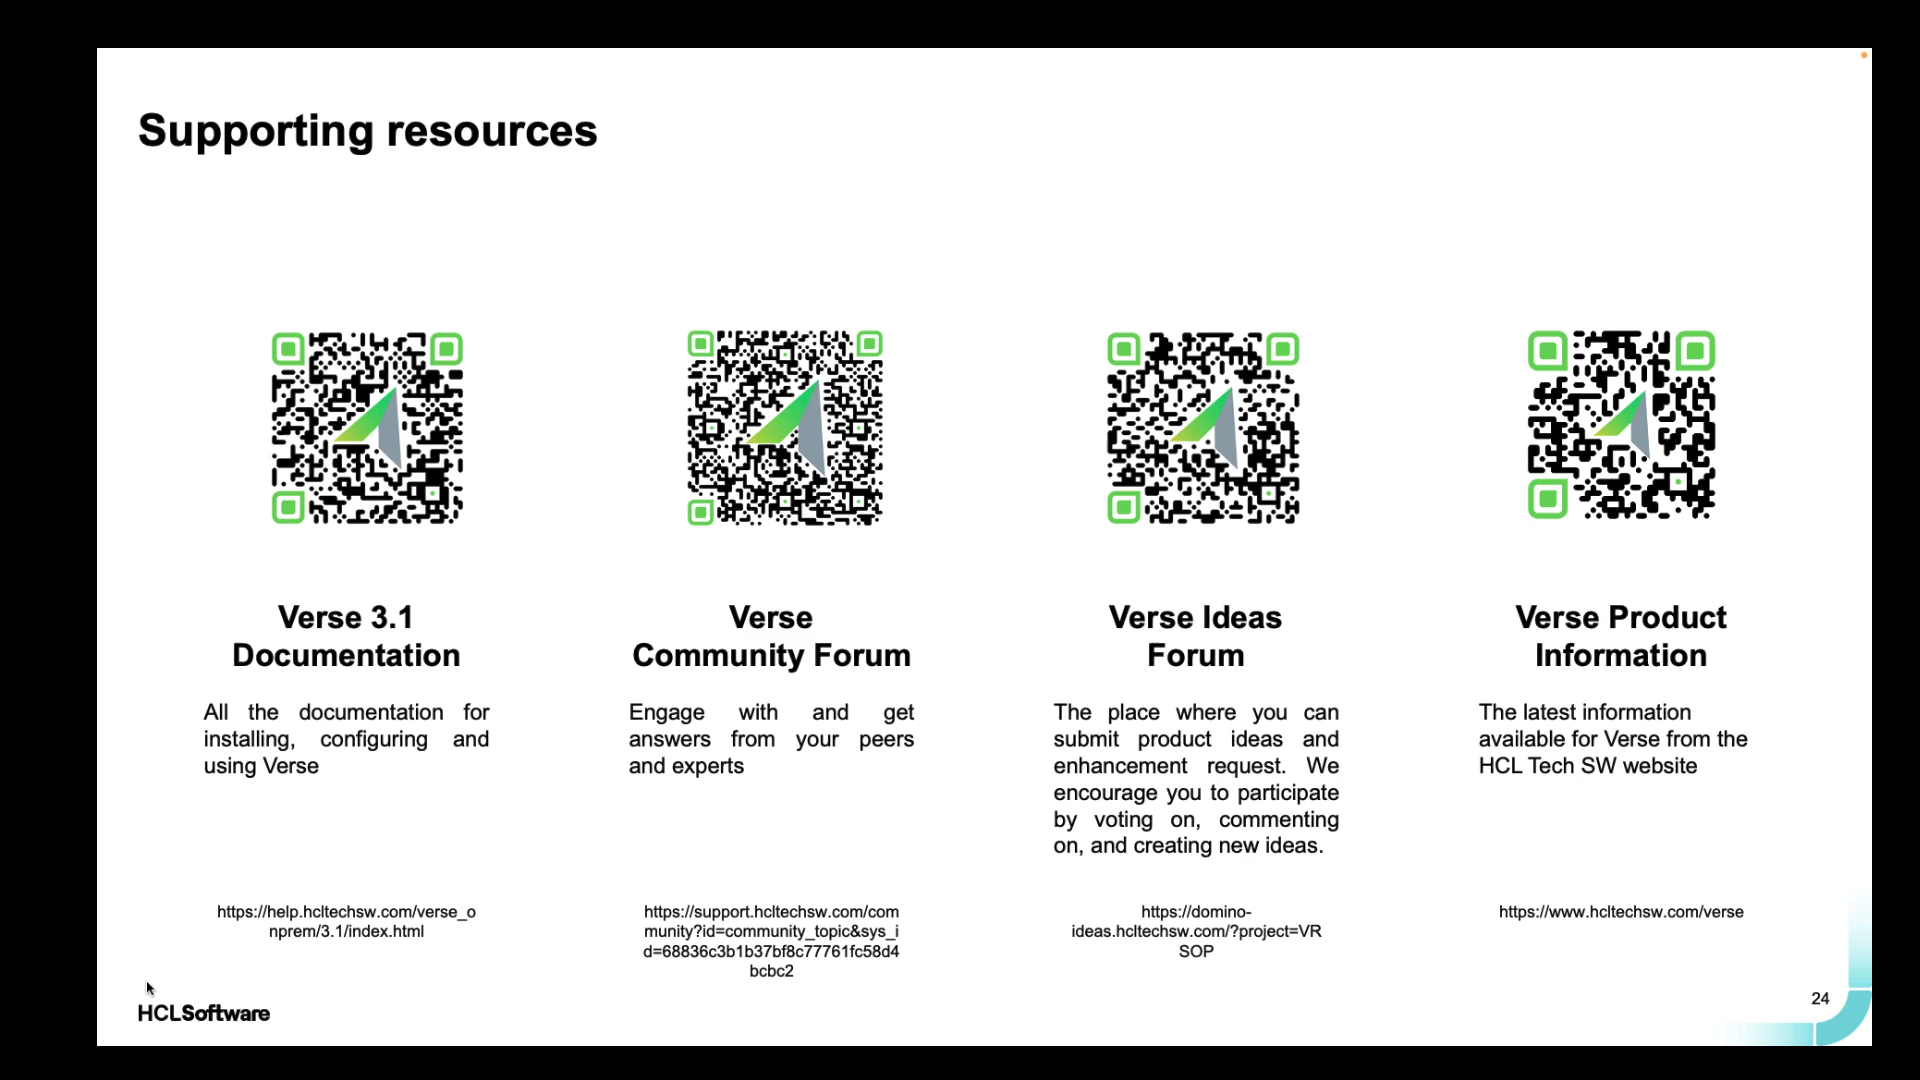 Supporting resources
Verse 3.1
Documentation
All the documentation for
installing, configuring and
using Verse
https://help.hcltechsw.com/verse_o
nprem/3.1/index.html
Verse
Community Forum
Engage with and get
answers from your peers
and experts
https://support.hcltechsw.com/com
munity?id=community_topic&sys_i
d=68836c3b1b37bf8c77761fc58d4
bcbc2
Verse Ideas
Forum
The place where you can
submit product ideas and
enhancement request. We
encourage you to participate
by voting on, commenting
on, and creating new ideas.
https://domino-
ideas.hcltechsw.com/?project=VR
SOP
Verse Product
Information
The latest information
available for Verse from the
HCL Tech SW website
https://www.hcltechsw.com/verse
HCLSoftware
24